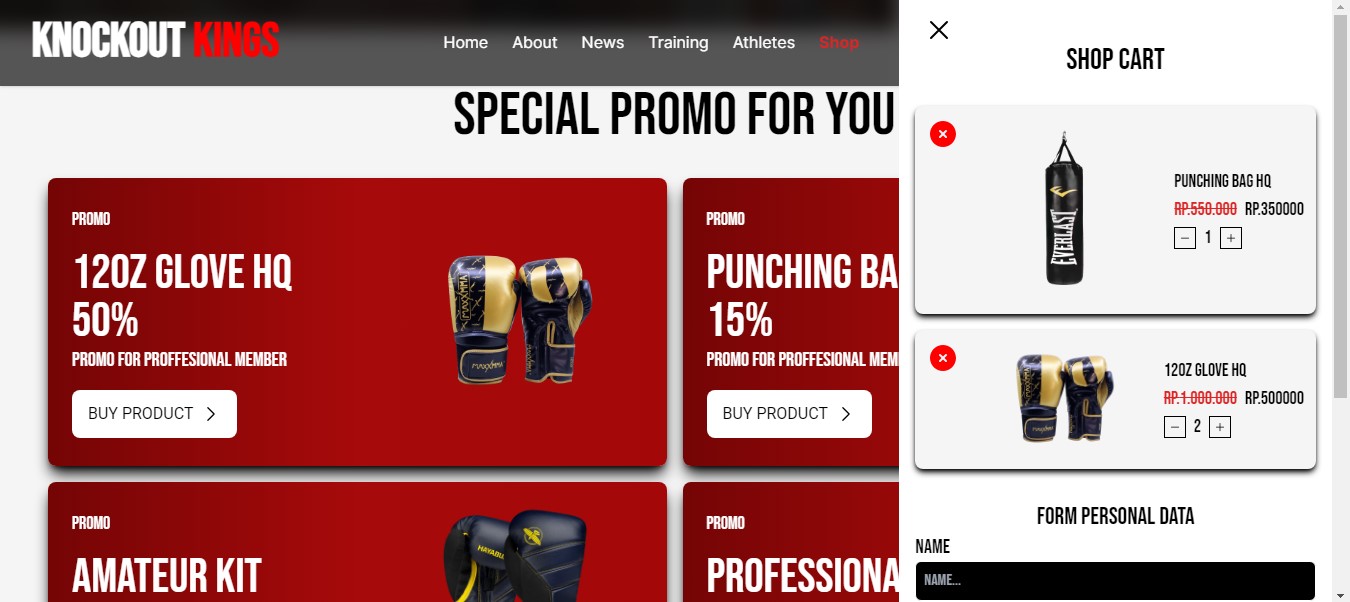 KNOCKOUT KINGS
Home About News Training Athletes Shop
SPECIAL PROMO FOR YOU
PROMO
12OZ GLOVE HQ
50%
PROMO FOR PROFFESIONAL MEMBER
BUY PRODUCT
PROMO
PUNCHING BA
15%
PROMO FOR PROFFESIONAL MEM
BUY PRODUCT
PROMO
AMATEUR KIT
HAYABU
PROMO
PROFESSIONA
SHOP CART
EVERLAST
PUNCHING BAG HQ
RP.550.000 RP.350000
1
12OZ GLOVE HQ
RP.1.000.000 RP.500000
2
FORM PERSONAL DATA
NAME
NAME...